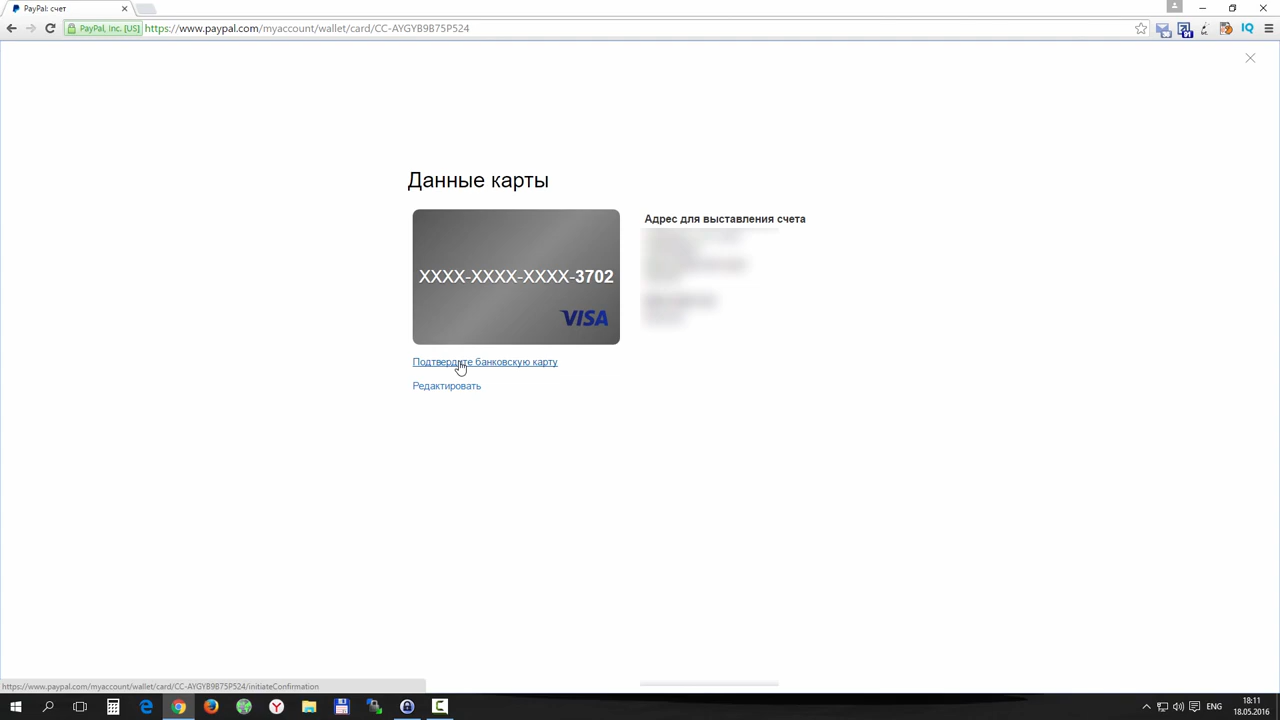 PayPal: счет
PayPal, Inc. [US]
https://www.paypal.com/myaccount/wallet/card/CC-AYGYB9B75P524
IQ
Данные карты
XXXX-XXXX-XXXX-3702
VISA
Адрес для выставления счета
Подтвердите банковскую карту
Редактировать
https://www.paypal.com/myaccount/wallet/card/CC-AYGYB9B75P524/initiateConfirmation
ENG
18:11
18.05.2016